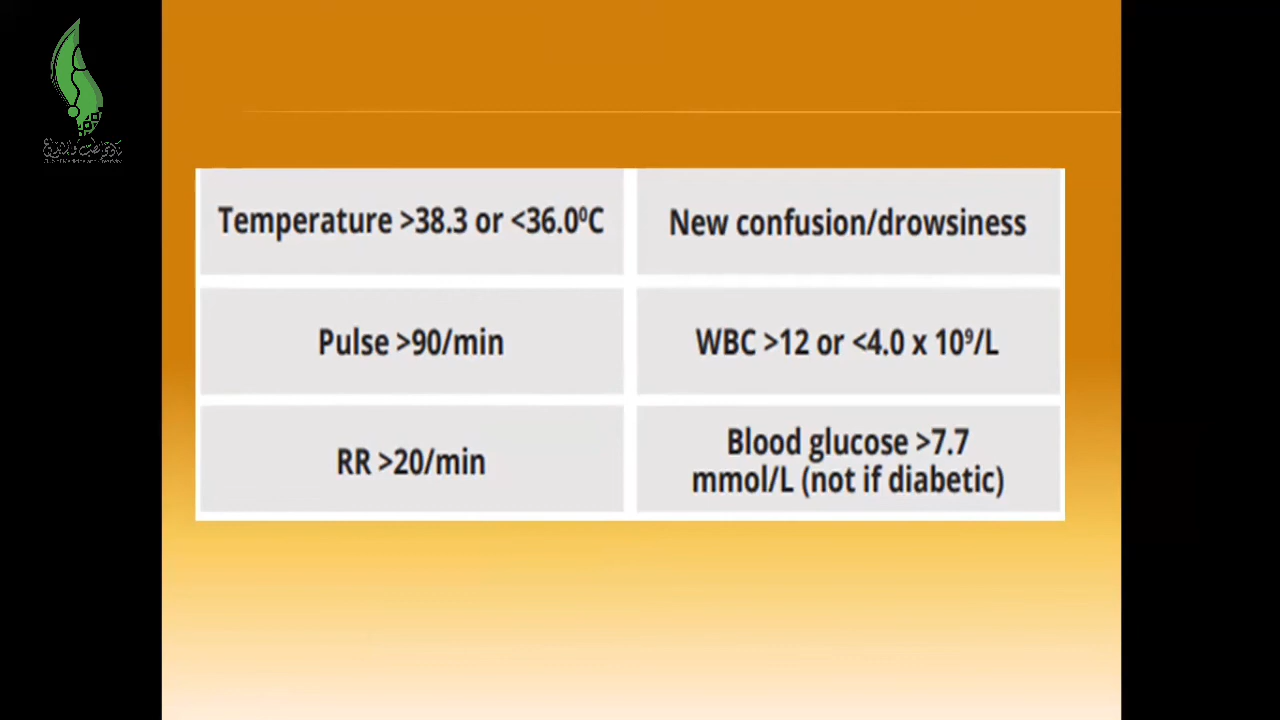 Temperature >38.3 or <36.0⁰C
New confusion/drowsiness
Pulse >90/min
WBC >12 or <4.0 x 10⁹/L
RR >20/min
Blood glucose >7.7
mmol/L (not if diabetic)